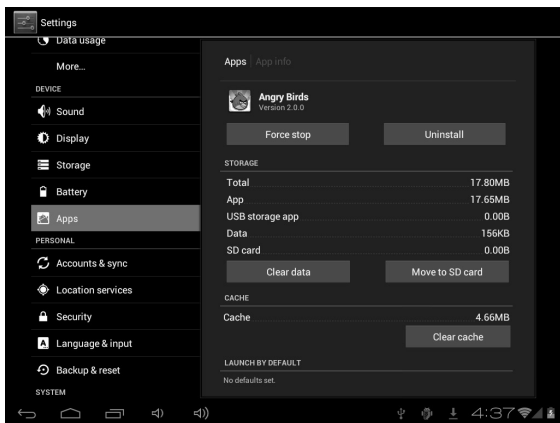 Settings
Data usage
More...
DEVICE
Sound
Display
Storage
Battery
Apps
PERSONAL
Accounts & sync
Location services
Security
Language & input
Backup & reset
SYSTEM
Apps App info
Angry Birds
Version 2.0.0
Force stop Uninstall
STORAGE
Total 17.80MB
App 17.65MB
USB storage app 0.00B
Data 156KB
SD card 0.00B
Clear data Move to SD card
CACHE
Cache 4.66MB
Clear cache
LAUNCH BY DEFAULT
No defaults set.
4:37